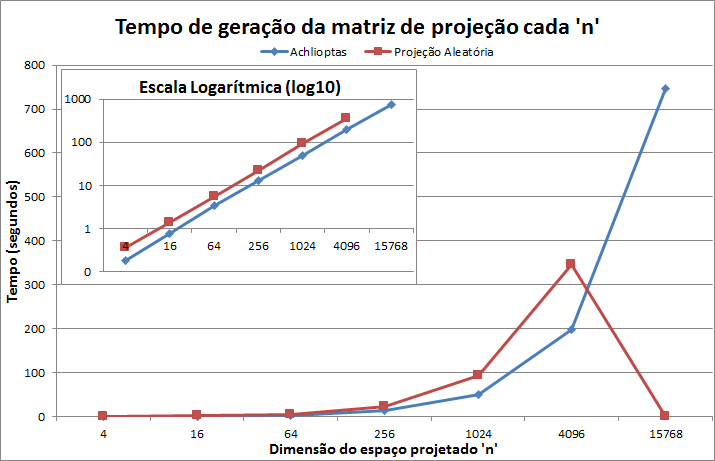 Tempo de geração da matriz de projeção cada 'n'
Achlioptas Projeção Aleatória
800
700
600
500
400
300
200
100
0
Tempo (segundos)
Escala Logarítmica (log10)
1000
100
10
1
0
4 16 64 256 1024 4096 15768
4 16 64 256 1024 4096 15768
Dimensão do espaço projetado 'n'